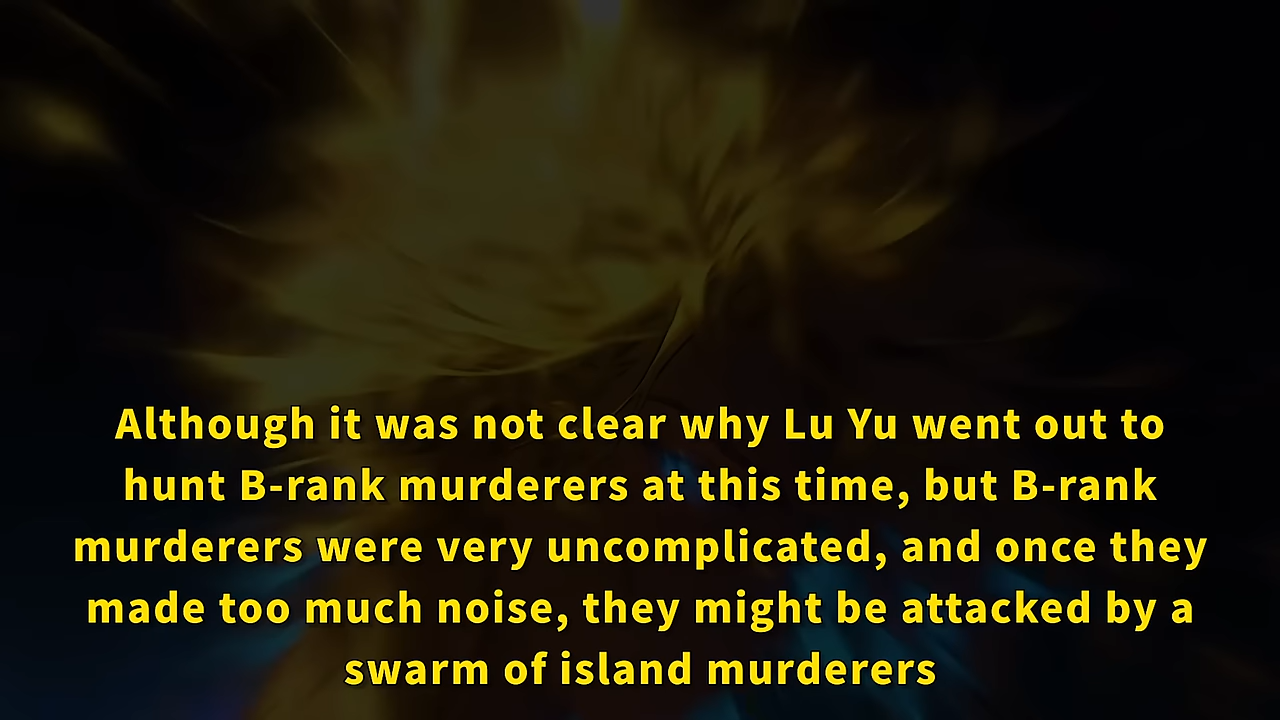 Although it was not clear why Lu Yu went out to
hunt B-rank murderers at this time, but B-rank
murderers were very uncomplicated, and once they
made too much noise, they might be attacked by a
swarm of island murderers